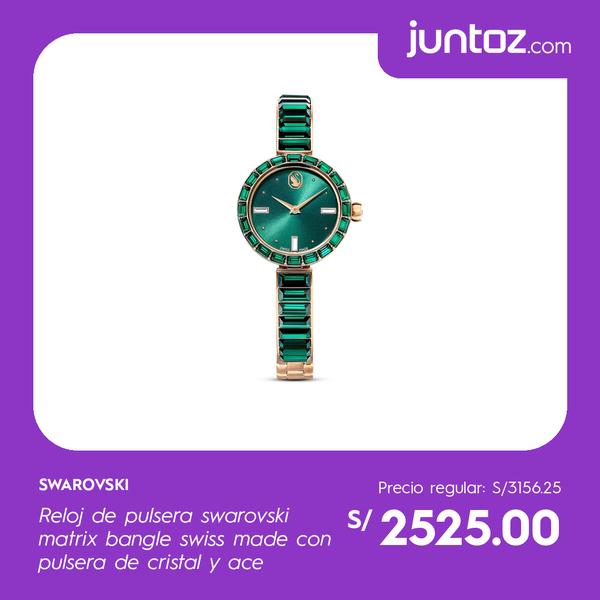 juntoz.com
SWAROVSKI
Reloj de pulsera swarovski
matrix bangle swiss made con
pulsera de cristal y ace
Precio regular: S/3156.25
S/ 2525.00